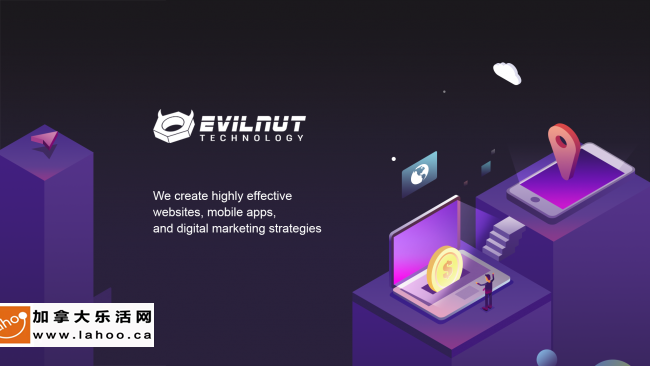 EVILNUT
TECHNOLOGY
We create highly effective
websites, mobile apps,
and digital marketing strategies
$
加拿大乐活网
www.lahoo.ca